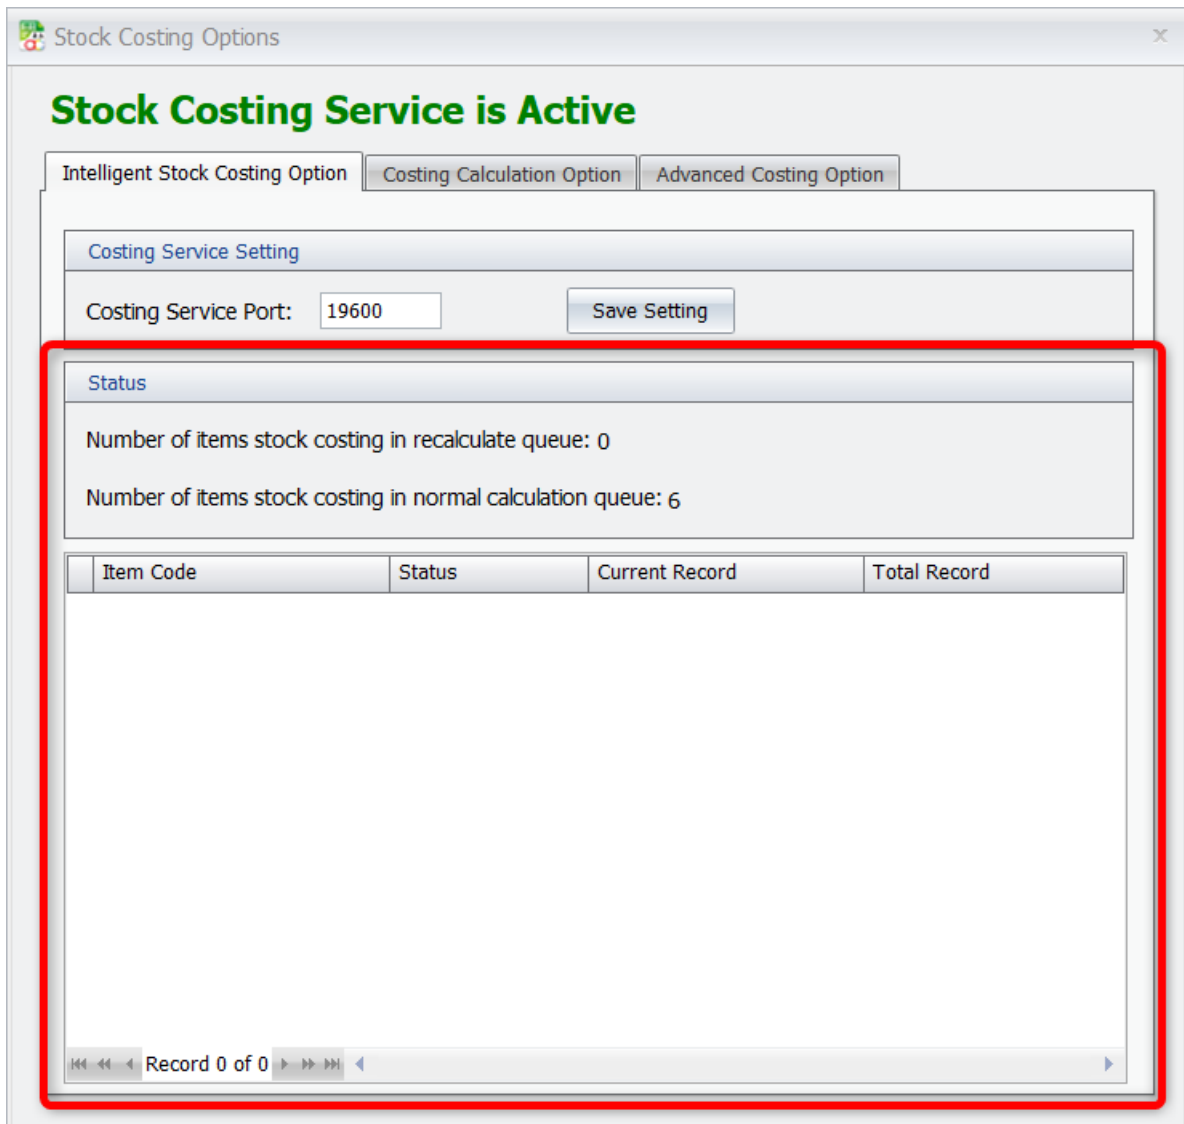 Stock Costing Options
Stock Costing Service is Active
Intelligent Stock Costing Option Costing Calculation Option Advanced Costing Option
Costing Service Setting
Costing Service Port: 19600 Save Setting
Status
Number of items stock costing in recalculate queue: 0
Number of items stock costing in normal calculation queue: 6
Item Code Status Current Record Total Record
Record 0 of 0